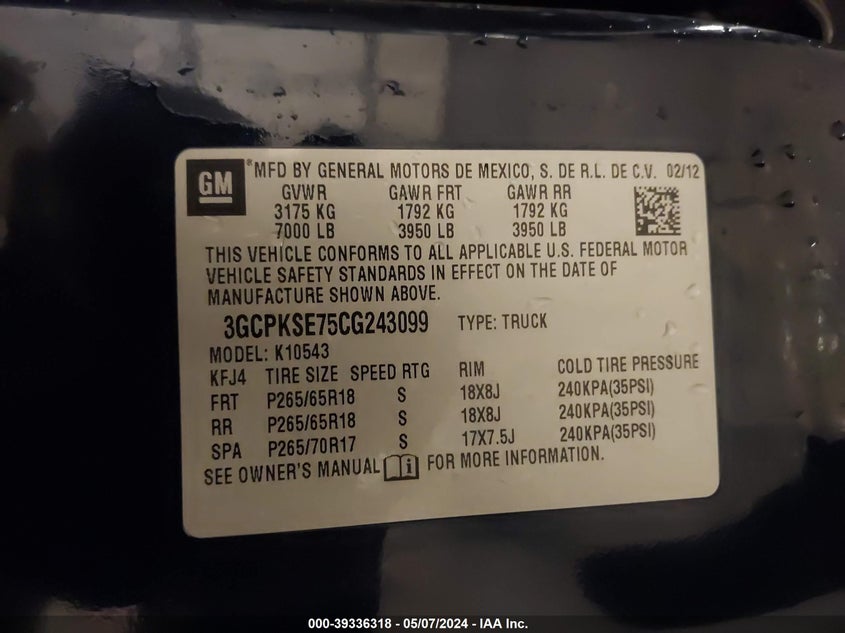 GM ® MFD BY GENERAL MOTORS DE MEXICO, S. DE R.L. DE C.V. 02/12
GVWR GAWR FRT GAWR RR
3175 KG 1792 KG 1792 KG
7000 LB 3950 LB 3950 LB
THIS VEHICLE CONFORMS TO ALL APPLICABLE U.S. FEDERAL MOTOR
VEHICLE SAFETY STANDARDS IN EFFECT ON THE DATE OF
MANUFACTURE SHOWN ABOVE.
3GCPKSE75CG243099 TYPE: TRUCK
MODEL: K10543
KFJ4 TIRE SIZE SPEED RTG RIM COLD TIRE PRESSURE
FRT P265/65R18 S 18X8J 240KPA(35PSI)
RR P265/65R18 S 18X8J 240KPA(35PSI)
SPA P265/70R17 S 17X7.5J 240KPA(35PSI)
SEE OWNER'S MANUAL FOR MORE INFORMATION.
000-39336318 - 05/07/2024 - IAA Inc.